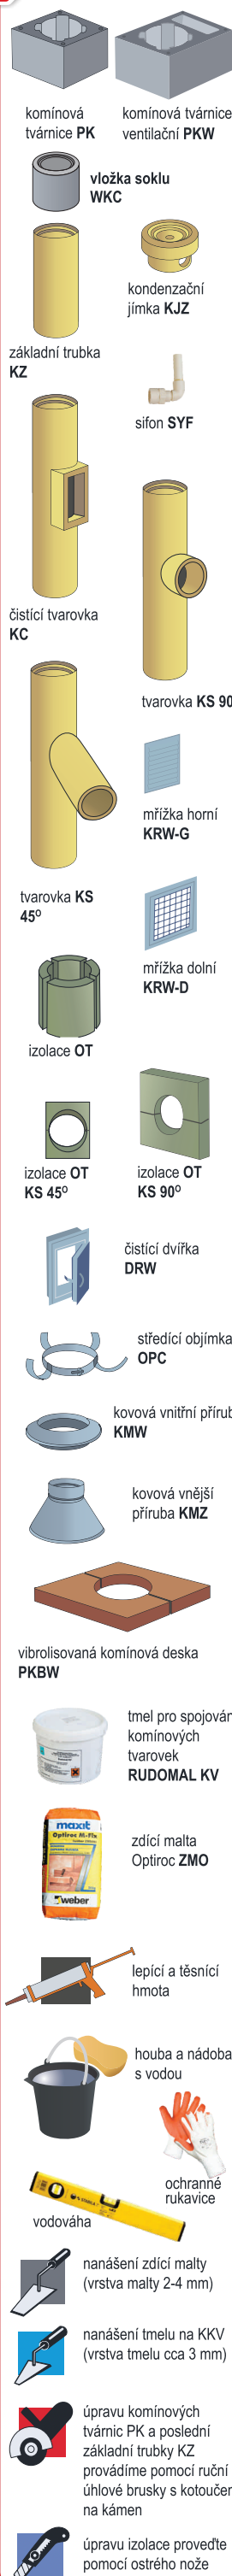 komínová
tvárnice PK
komínová tvárnice
ventilační PKW
vložka soklu
WKC
kondenzační
jímka KJZ
základní trubka
KZ
sifon SYF
čistící tvarovka
KC
tvarovka KS 90
mřížka horní
KRW-G
tvarovka KS
45º
mřížka dolní
KRW-D
izolace OT
izolace OT
KS 45º
izolace OT
KS 90º
čistící dvířka
DRW
středící objímka
OPC
kovová vnitřní přírub
KMW
kovová vnější
příruba KMZ
vibrolisovaná komínová deska
PKBW
tmel pro spojován
komínových
tvarovek
RUDOMAL KV
maxit
Optiroc M-Fix
weber
zdící malta
Optiroc ZMO
lepící a těsnící
hmota
houba a nádoba
s vodou
ochranné
rukavice
vodováha
nanášení zdící malty
(vrstva malty 2-4 mm)
nanášení tmelu na KKV
(vrstva tmelu cca 3 mm)
úpravu komínových
tvárnic PK a poslední
základní trubky KZ
provádíme pomocí ruční
úhlové brusky s kotoučem
na kámen
úpravu izolace proveďte
pomocí ostrého nože